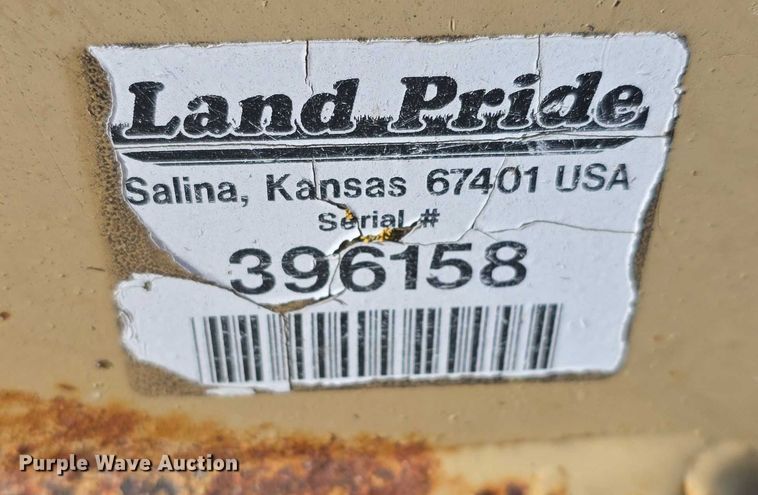 Land Pride
Salina, Kansas 67401 USA
Serial #
396158
Purple Wave Auction